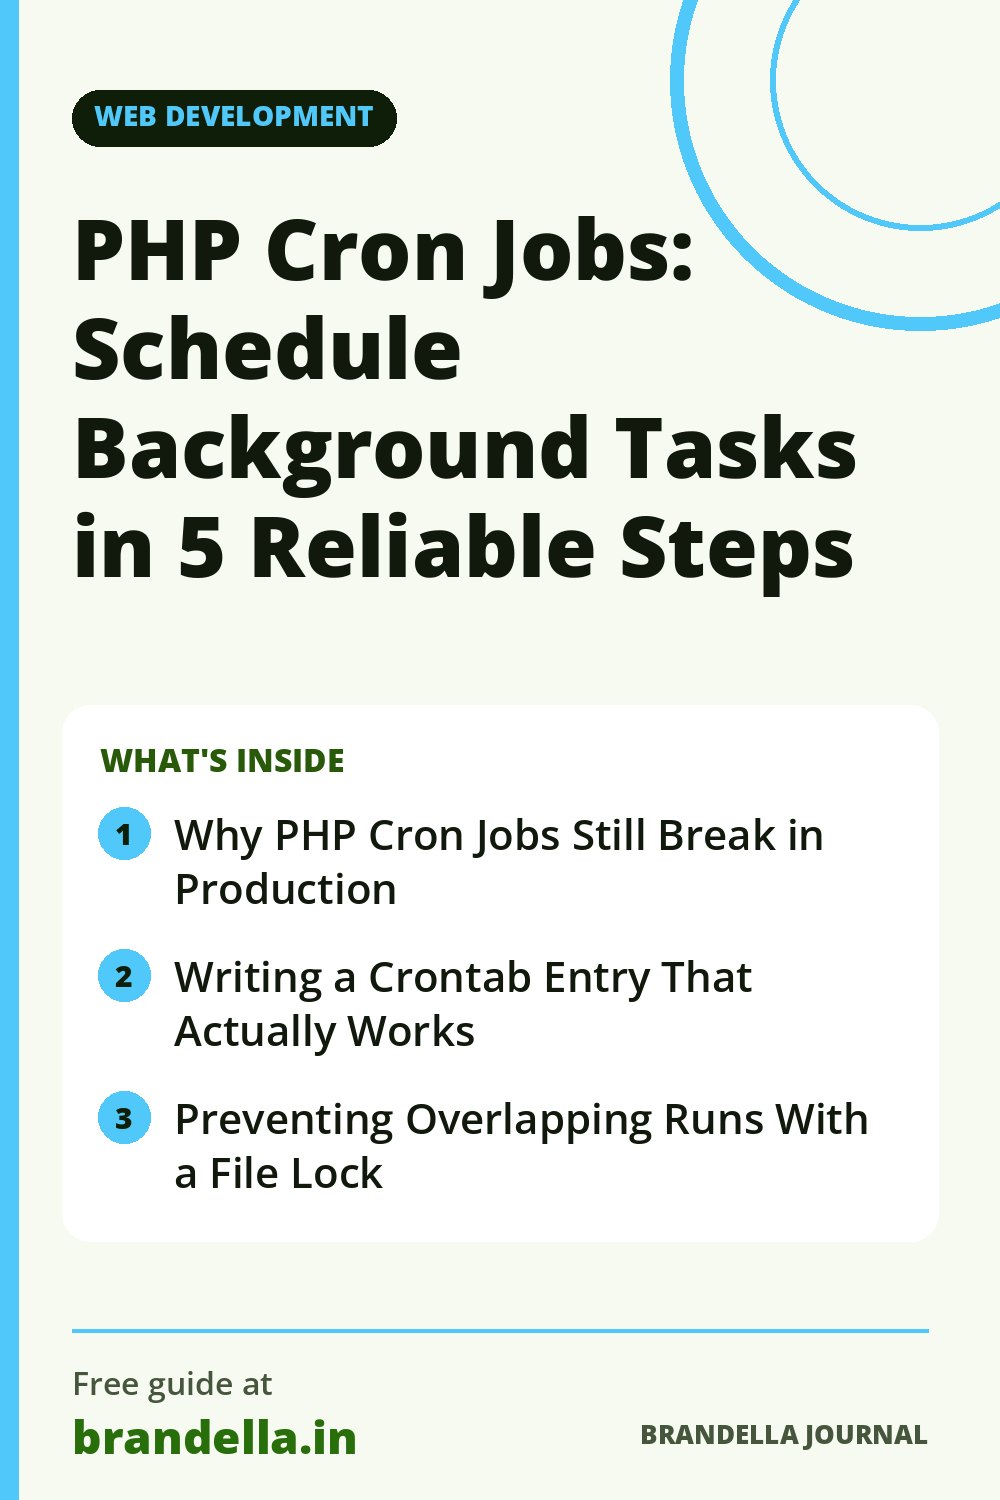 WEB DEVELOPMENT
PHP Cron Jobs:
Schedule
Background Tasks
in 5 Reliable Steps
WHAT'S INSIDE
1 Why PHP Cron Jobs Still Break in
Production
2 Writing a Crontab Entry That
Actually Works
3 Preventing Overlapping Runs With
a File Lock
Free guide at
brandella.in
BRANDELLA JOURNAL